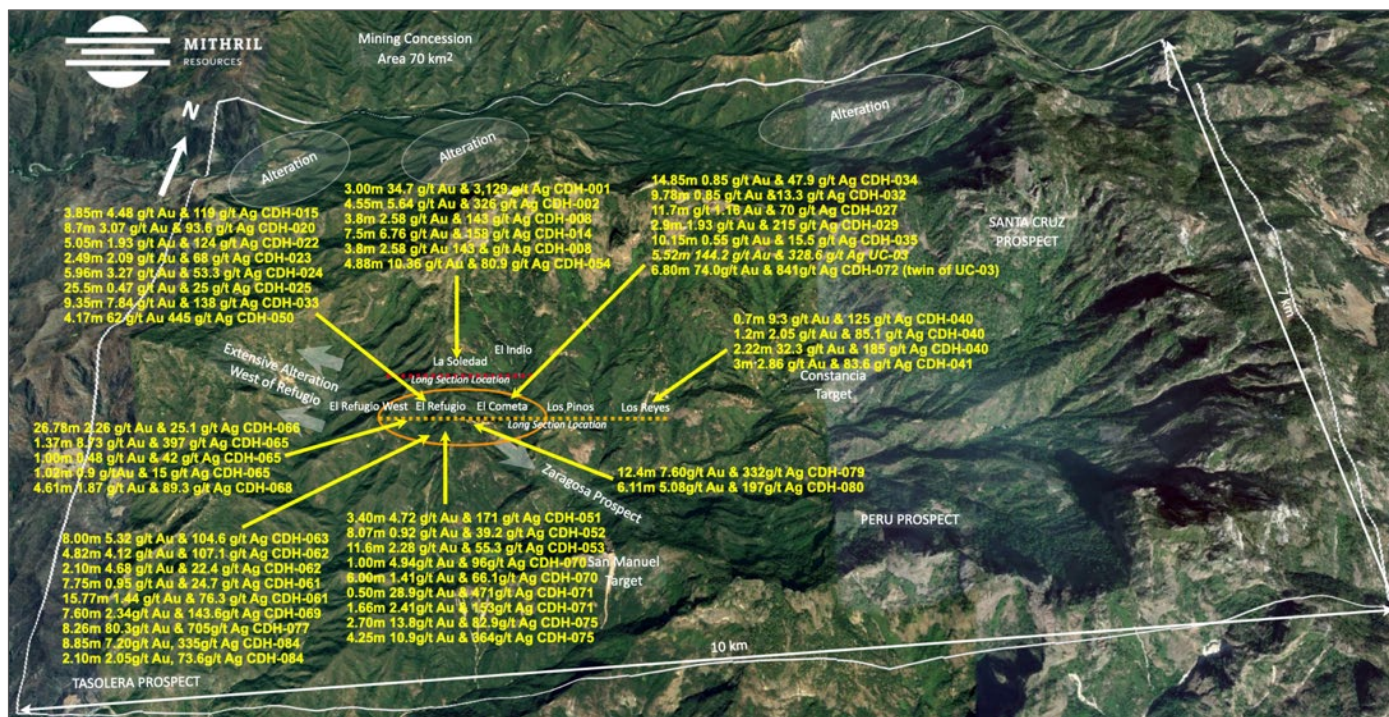 MITHRIL
RESOURCES
Mining Concession
Area 70 km²
N
Alteration
Alteration
Alteration
3.85m 4.48 g/t Au & 119 g/t Ag CDH-015
8.7m 3.07 g/t Au & 93.6 g/t Ag CDH-020
5.05m 1.93 g/t Au & 124 g/t Ag CDH-022
2.49m 2.09 g/t Au & 68 g/t Ag CDH-023
5.96m 3.27 g/t Au & 53.3 g/t Ag CDH-024
25.5m 0.47 g/t Au & 25 g/t Ag CDH-025
9.35m 7.84 g/t Au & 138 g/t Ag CDH-033
4.17m 62 g/t Au 445 g/t Ag CDH-050
3.00m 34.7 g/t Au & 3,129 g/t Ag CDH-001
4.55m 5.64 g/t Au & 326 g/t Ag CDH-002
3.8m 2.58 g/t Au & 143 g/t Ag CDH-008
7.5m 6.76 g/t Au & 158 g/t Ag CDH-014
3.8m 2.58 g/t Au 143 & g/t Ag CDH-008
4.88m 10.36 g/t Au & 80.9 g/t Ag CDH-054
14.85m 0.85 g/t Au & 47.9 g/t Ag CDH-034
9.78m 0.85 g/t Au &13.3 g/t Ag CDH-032
11.7m g/t 1.16 Au & 70 g/t Ag CDH-027
2.9m 1.93 g/t Au & 215 g/t Ag CDH-029
10.15m 0.55 g/t Au & 15.5 g/t Ag CDH-035
5.52m 144.2 g/t Au & 328.6 g/t Ag UC-03
6.80m 74.0g/t Au & 841g/t Ag CDH-072 (twin of UC-03)
SANTA CRUZ
PROSPECT
7 km
0.7m 9.3 g/t Au & 125 g/t Ag CDH-040
1.2m 2.05 g/t Au & 85.1 g/t Ag CDH-040
2.22m 32.3 g/t Au & 185 g/t Ag CDH-040
3m 2.86 g/t Au & 83.6 g/t Ag CDH-041
El Indio
La Soledad
Long Section Location
Extensive Alteration
West of Refugio
Constancia
Target
El Refugio West
El Refugio
El Cometa
Los Pinos
Los Reyes
Long Section Location
26.78m 2.26 g/t Au & 25.1 g/t Ag CDH-066
1.37m 8.73 g/t Au & 397 g/t Ag CDH-065
1.00m 0.48 g/t Au & 42 g/t Ag CDH-065
1.02m 0.9 g/tAu & 15 g/t Ag CDH-065
4.61m 1.87 g/t Au & 89.3 g/t Ag CDH-068
Zaragosa Prospect
12.4m 7.60g/t Au & 332g/t Ag CDH-079
6.11m 5.08g/t Au & 197g/t Ag CDH-080
PERU PROSPECT
8.00m 5.32 g/t Au & 104.6 g/t Ag CDH-063
4.82m 4.12 g/t Au & 107.1 g/t Ag CDH-062
2.10m 4.68 g/t Au & 22.4 g/t Ag CDH-062
7.75m 0.95 g/t Au & 24.7 g/t Ag CDH-061
15.77m 1.44 g/t Au & 76.3 g/t Ag CDH-061
7.60m 2.34g/t Au & 143.6g/t Ag CDH-069
8.26m 80.3g/t Au & 705g/t Ag CDH-077
8.85m 7.20g/t Au, 335g/t Ag CDH-084
2.10m 2.05g/t Au, 73.6g/t Ag CDH-084
3.40m 4.72 g/t Au & 171 g/t Ag CDH-051
8.07m 0.92 g/t Au & 39.2 g/t Ag CDH-052
11.6m 2.28 g/t Au & 55.3 g/t Ag CDH-053
1.00m 4.94g/t Au & 96g/t Ag CDH-070
6.00m 1.41g/t Au & 66.1g/t Ag CDH-070
0.50m 28.9g/t Au & 471g/t Ag CDH-071
1.66m 2.41g/t Au & 153g/t Ag CDH-071
2.70m 13.8g/t Au & 82.9g/t Ag CDH-075
4.25m 10.9g/t Au & 364g/t Ag CDH-075
San Manuel
Target
10 km
TASOLERA PROSPECT